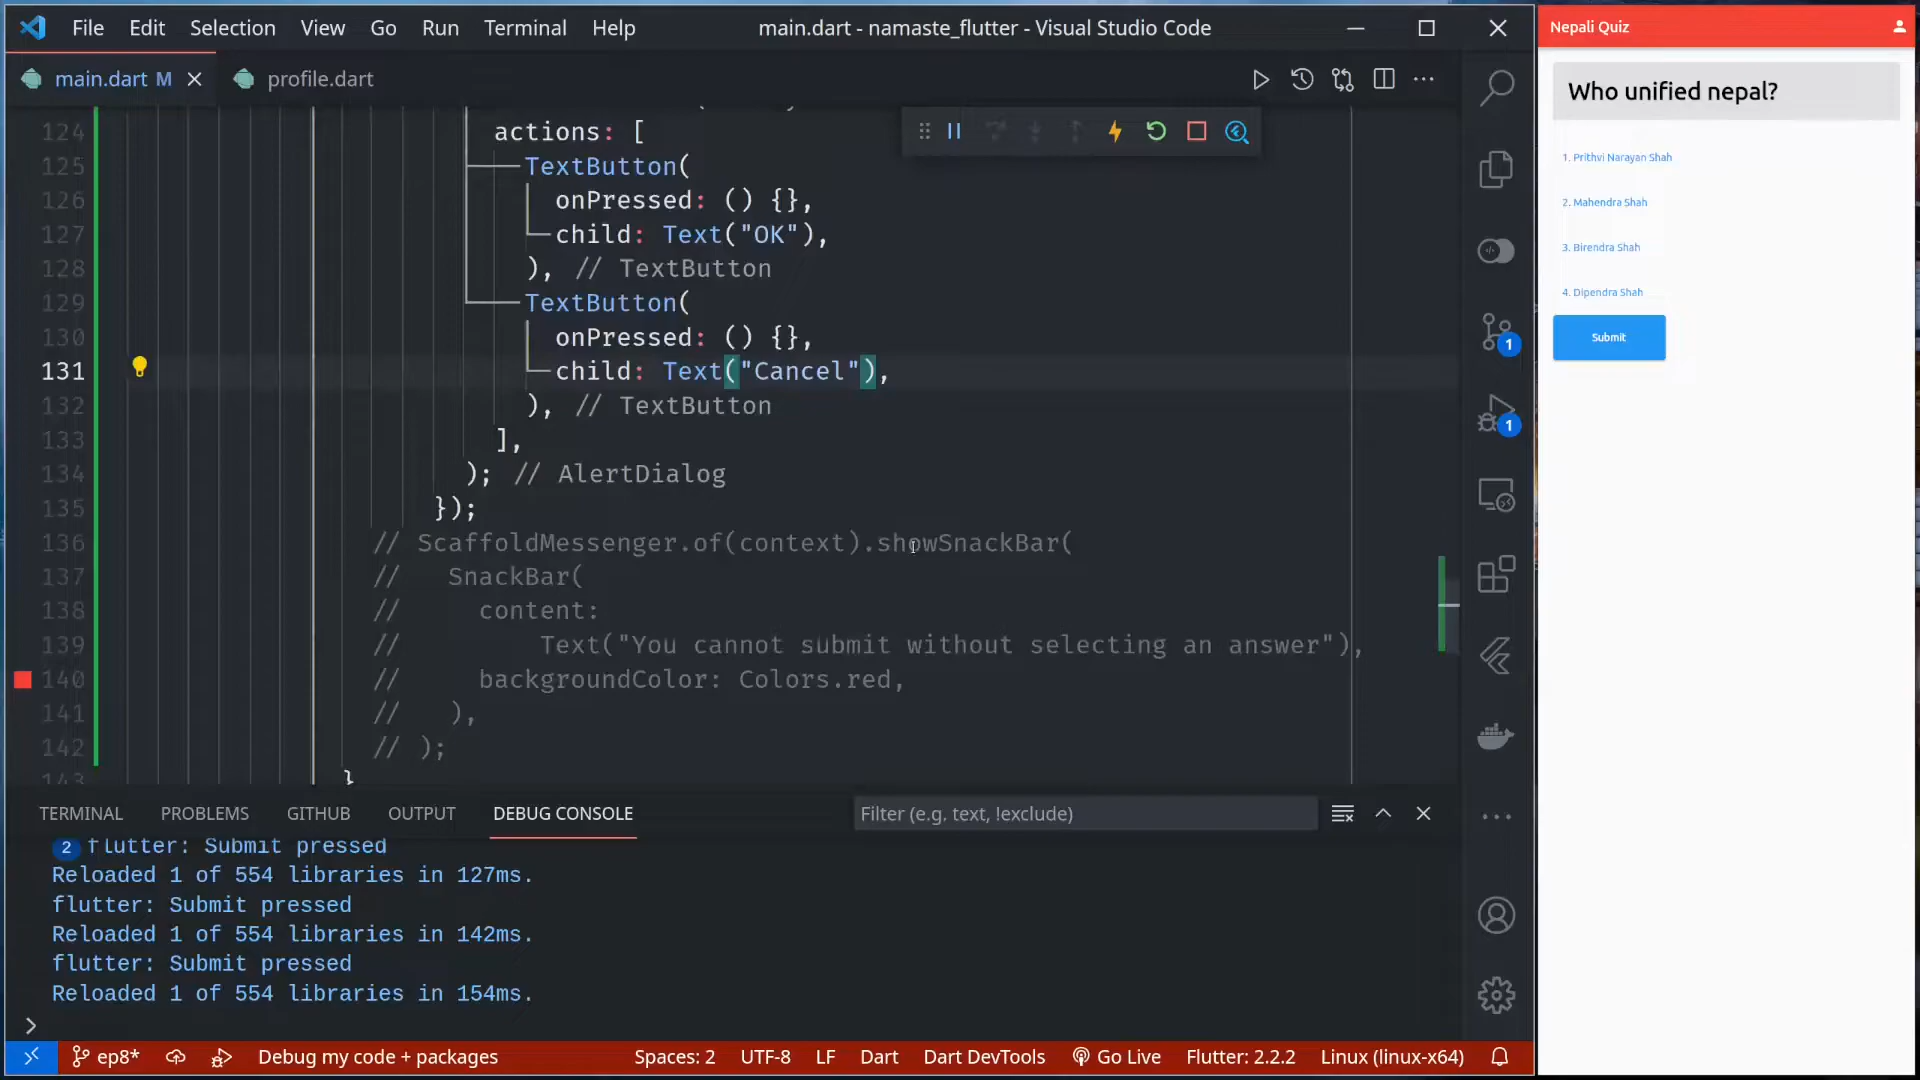 File Edit Selection View Go Run Terminal Help main.dart - namaste_flutter - Visual Studio Code
main.dart M profile.dart
124 actions: [
125 TextButton(
126 onPressed: () {},
127 child: Text("OK"),
128 ), // TextButton
129 TextButton(
130 onPressed: () {},
131 child: Text("Cancel"),
132 ), // TextButton
133 ],
134 ); // AlertDialog
135 });
136 // ScaffoldMessenger.of(context).showSnackBar(
137 // SnackBar(
138 // content:
139 // Text("You cannot submit without selecting an answer"),
140 // backgroundColor: Colors.red,
141 // ),
142 // );
143 }
1
1
TERMINAL PROBLEMS GITHUB OUTPUT DEBUG CONSOLE Filter (e.g. text, !exclude)
2 flutter: Submit pressed
Reloaded 1 of 554 libraries in 127ms.
flutter: Submit pressed
Reloaded 1 of 554 libraries in 142ms.
flutter: Submit pressed
Reloaded 1 of 554 libraries in 154ms.
ep8* Debug my code + packages Spaces: 2 UTF-8 LF Dart Dart DevTools Go Live Flutter: 2.2.2 Linux (linux-x64)
Nepali Quiz
Who unified nepal?
1. Prithvi Narayan Shah
2. Mahendra Shah
3. Birendra Shah
4. Dipendra Shah
Submit